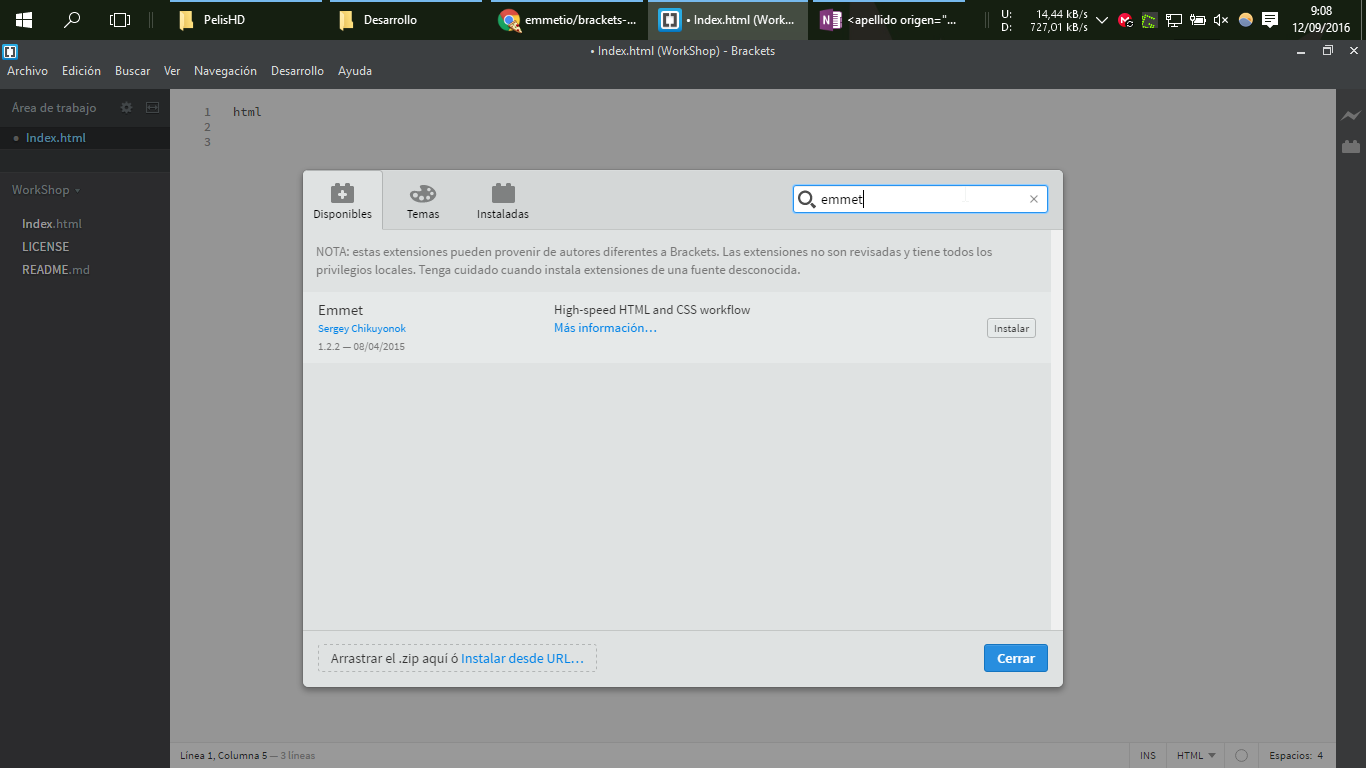 PelisHD
Desarrollo
emmetio/brackets-...
• Index.html (Work...
<apellido origen="...
U: 14,44 kB/s
D: 727,01 kB/s
9:08
12/09/2016
• Index.html (WorkShop) - Brackets
Archivo Edición Buscar Ver Navegación Desarrollo Ayuda
Área de trabajo
• Index.html
WorkShop
Index.html
LICENSE
README.md
1 html
2
3
Disponibles Temas Instaladas
emmet
NOTA: estas extensiones pueden provenir de autores diferentes a Brackets. Las extensiones no son revisadas y tiene todos los
privilegios locales. Tenga cuidado cuando instala extensiones de una fuente desconocida.
Emmet
Sergey Chikuyonok
1.2.2 — 08/04/2015
High-speed HTML and CSS workflow
Más información…
Instalar
Arrastrar el .zip aquí ó Instalar desde URL…
Cerrar
Línea 1, Columna 5 — 3 líneas
INS HTML Espacios: 4